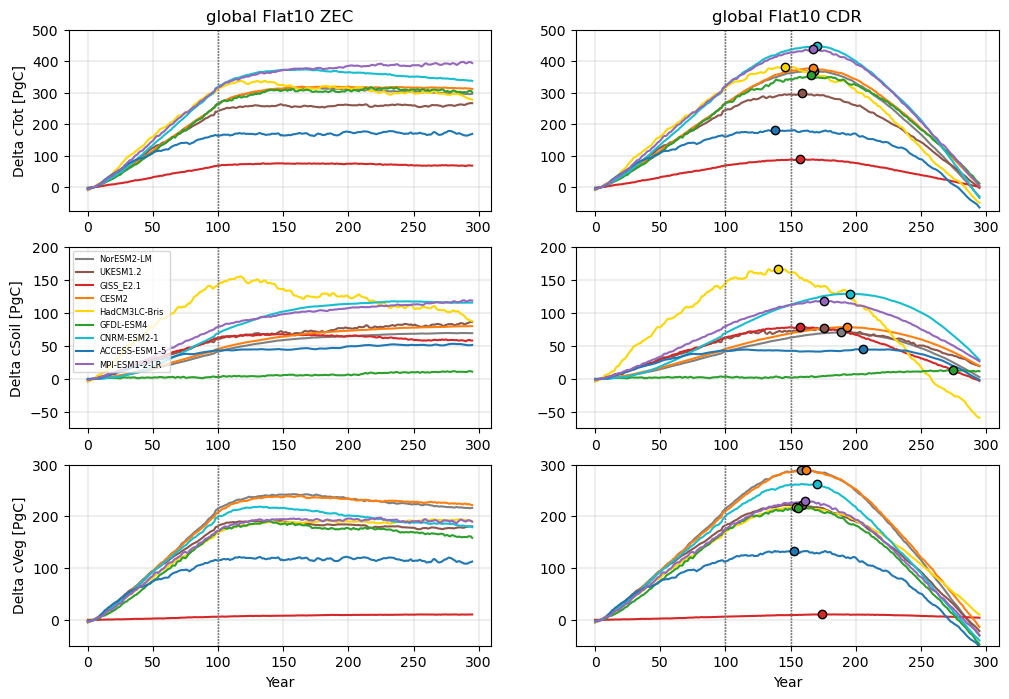 global Flat10 ZEC
global Flat10 CDR
Delta cTot [PgC]
500
400
300
200
100
0
0 50 100 150 200 250 300
Year
500
400
300
200
100
0
0 50 100 150 200 250 300
Year
Delta cSoil [PgC]
200
150
100
50
0
−50
NorESM2-LM
UKESM1.2
GISS_E2.1
CESM2
HadCM3LC-Bris
GFDL-ESM4
CNRM-ESM2-1
ACCESS-ESM1-5
MPI-ESM1-2-LR
0 50 100 150 200 250 300
200
150
100
50
0
−50
0 50 100 150 200 250 300
Delta cVeg [PgC]
300
200
100
0
0 50 100 150 200 250 300
Year
300
200
100
0
0 50 100 150 200 250 300
Year